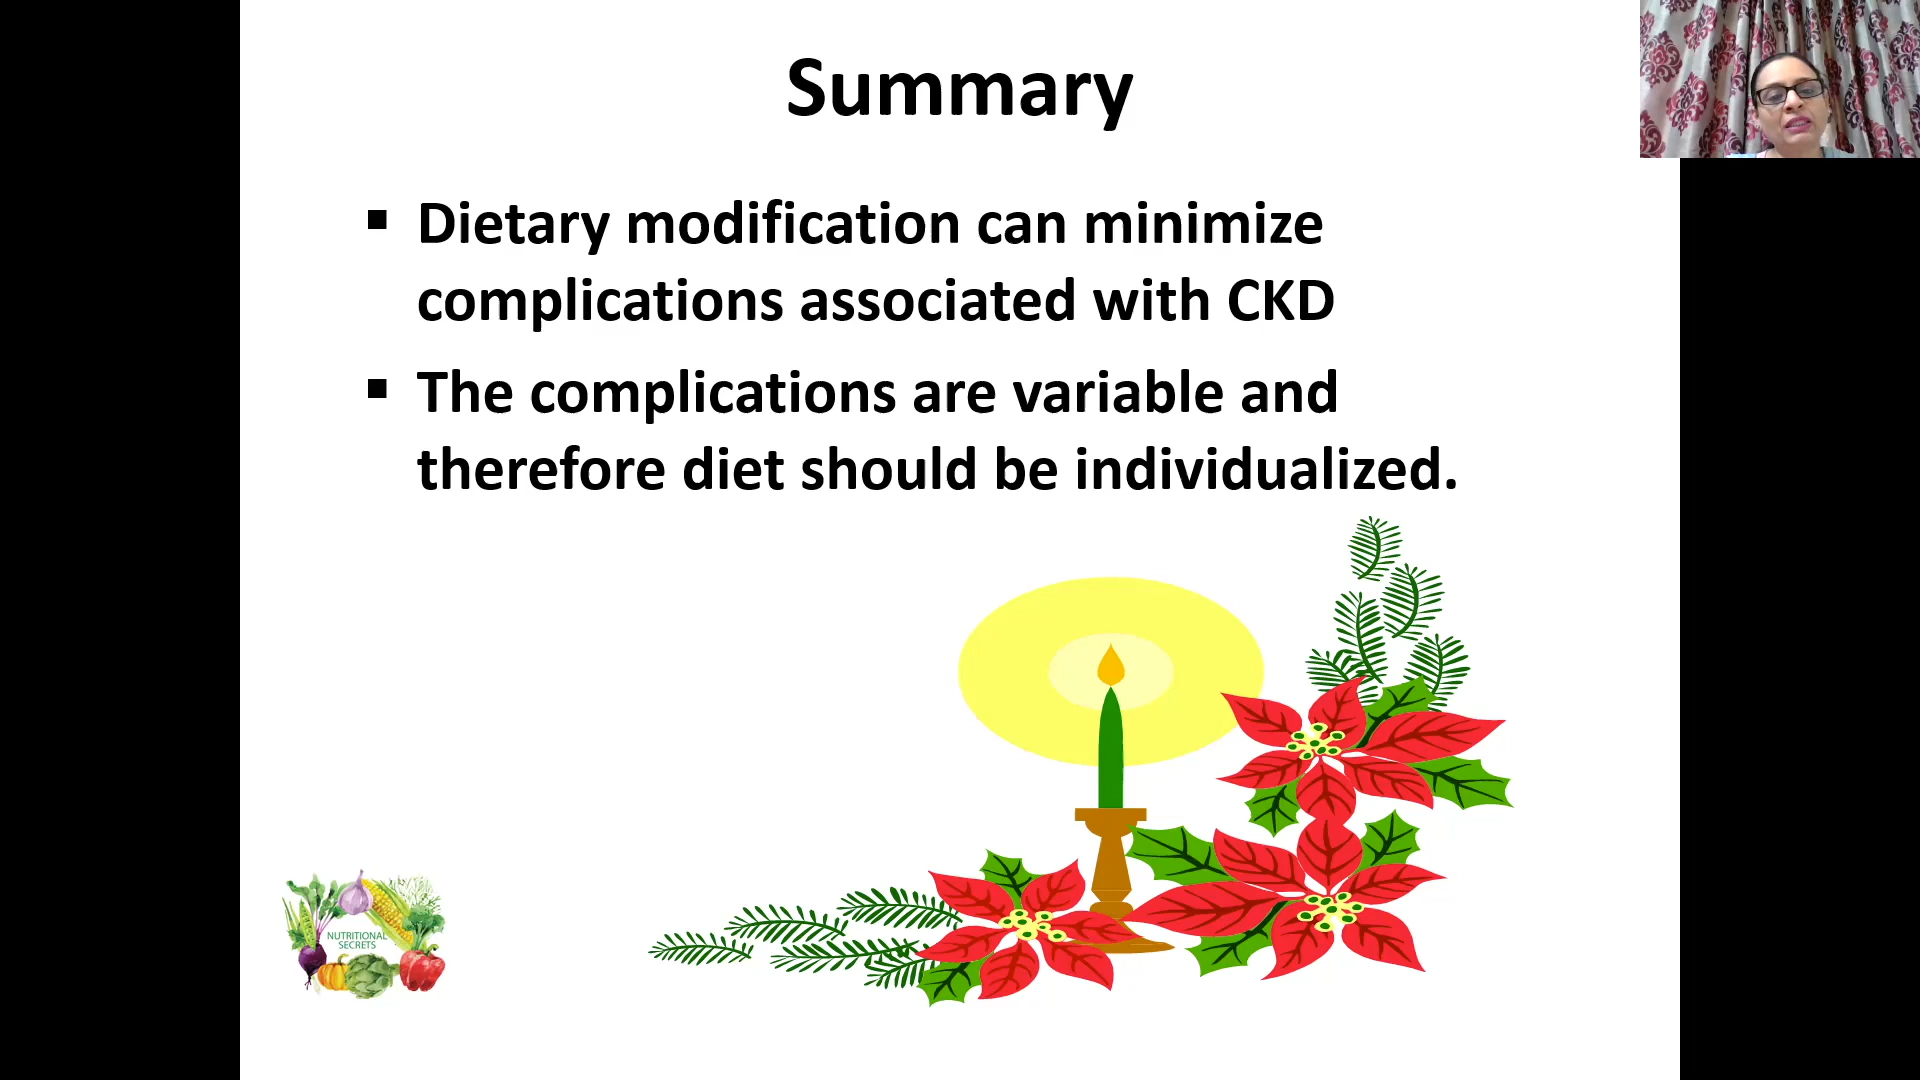 Summary
▪ Dietary modification can minimize
complications associated with CKD
▪ The complications are variable and
therefore diet should be individualized.
NUTRITIONAL
SECRETS